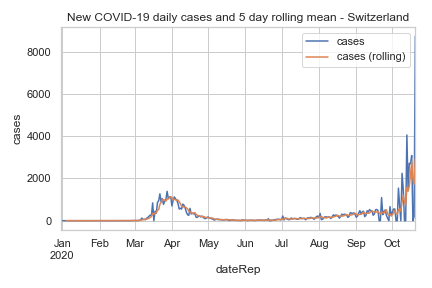 New COVID-19 daily cases and 5 day rolling mean - Switzerland
cases
cases (rolling)
8000
6000
4000
2000
0
cases
Jan Feb Mar Apr May Jun Jul Aug Sep Oct
2020
dateRep